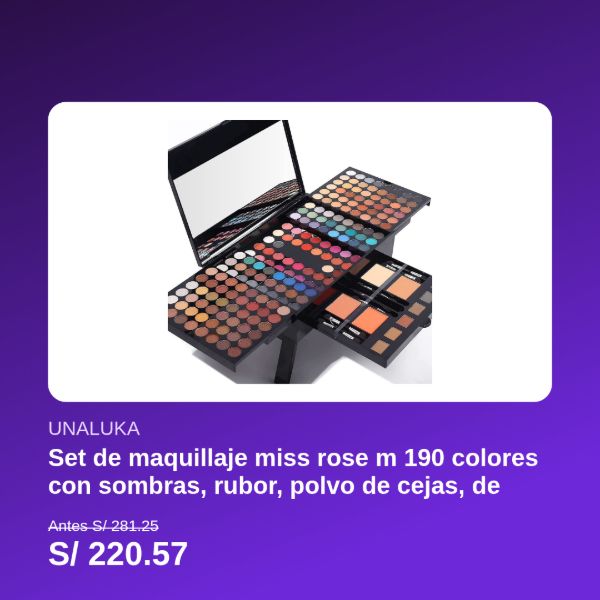 UNALUKA
Set de maquillaje miss rose m 190 colores
con sombras, rubor, polvo de cejas, de
Antes S/ 281.25
S/ 220.57